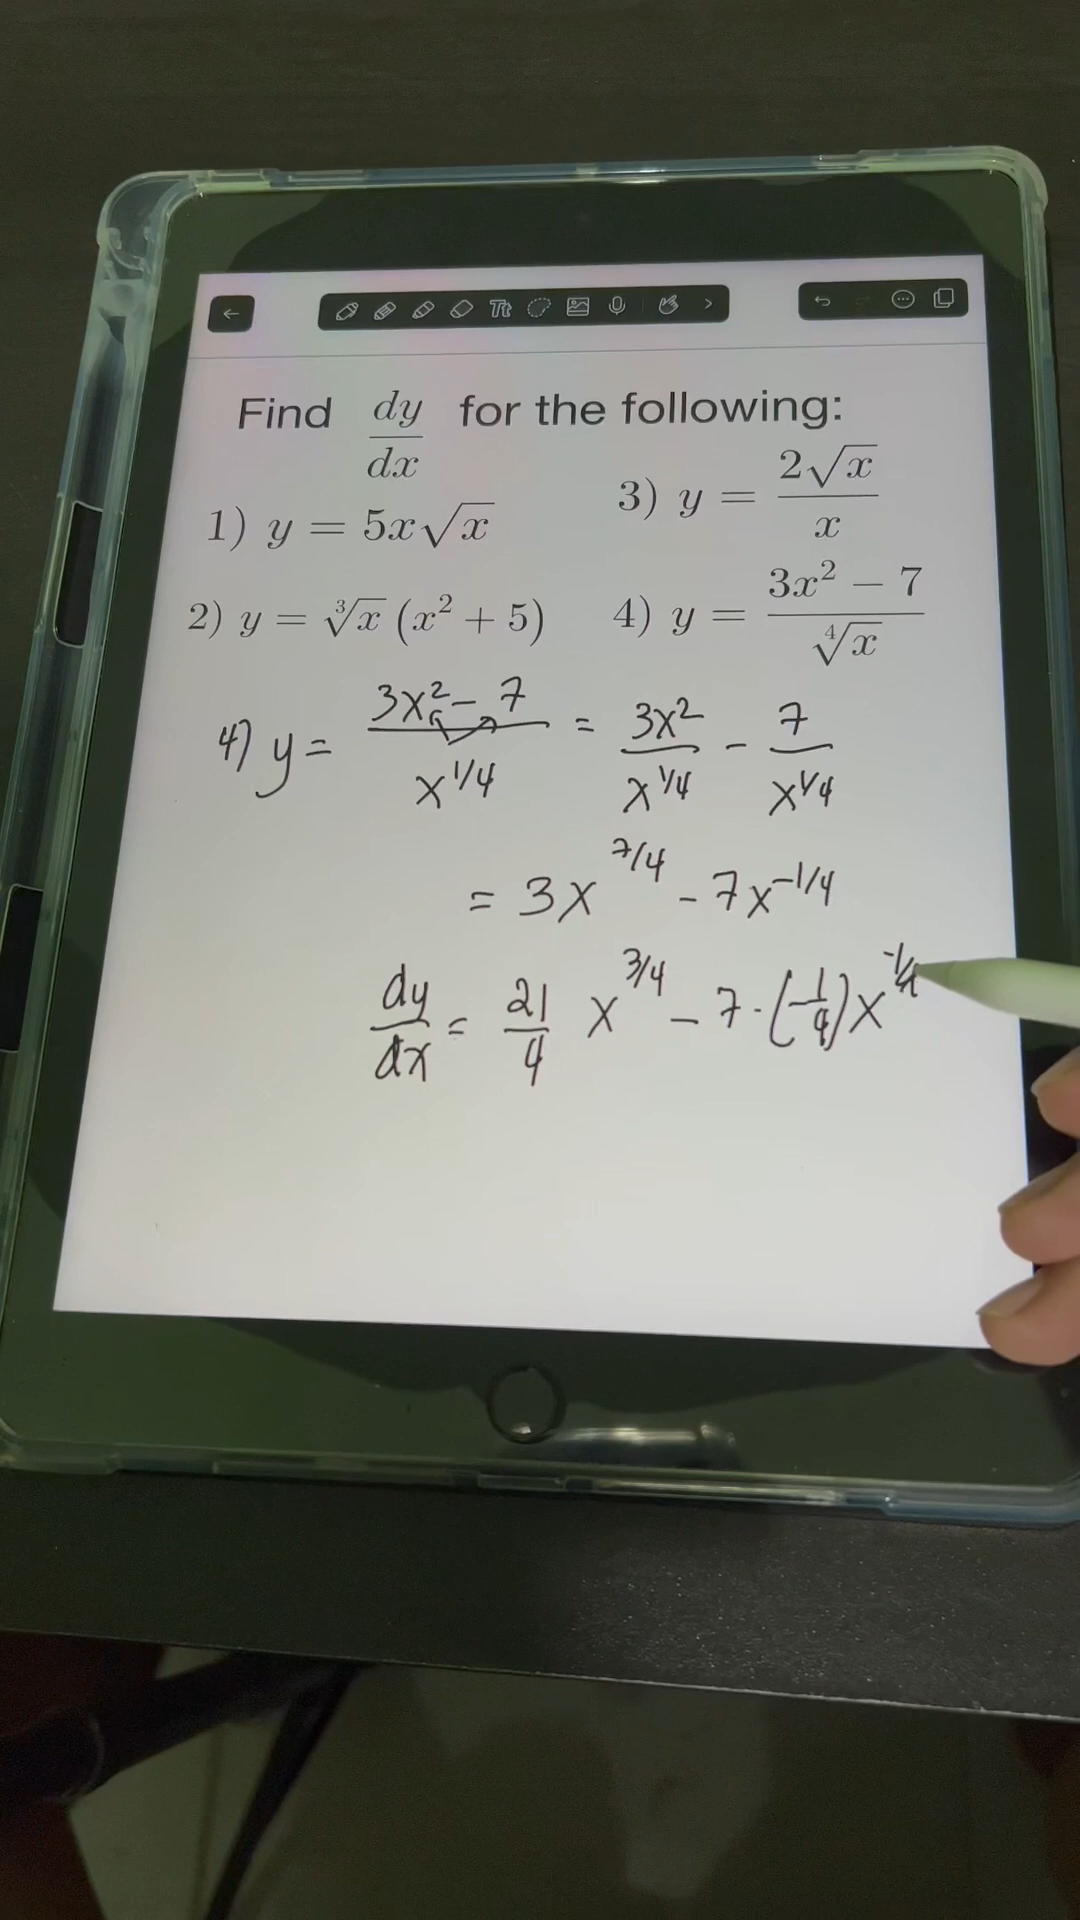 Find dy/dx for the following:
1) y = 5x√x
3) y = 2√x / x
2) y = ∛x (x² + 5)
4) y = (3x² − 7) / ∜x
4) y = (3x² − 7) / x^1/4 = 3x² / x^1/4 − 7 / x^1/4
= 3x^7/4 − 7x^−1/4
dy/dx = 21/4 x^3/4 − 7·(−1/4)x^−1/4